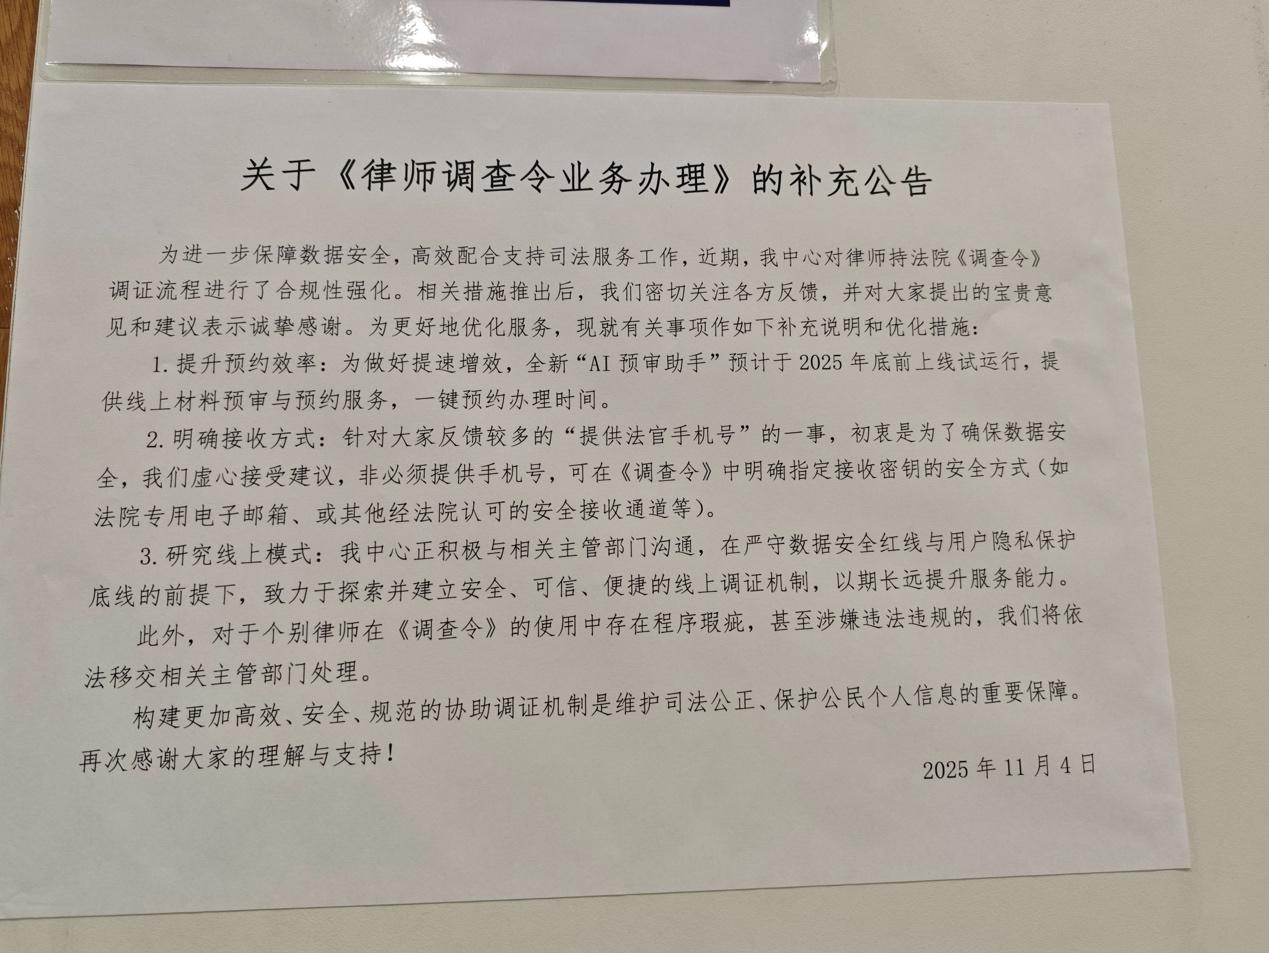 关于《律师调查令业务办理》的补充公告
为进一步保障数据安全，高效配合支持司法服务工作，近期，我中心对律师持法院《调查令》
调证流程进行了合规性强化。相关措施推出后，我们密切关注各方反馈，并对大家提出的宝贵意
见和建议表示诚挚感谢。为更好地优化服务，现就有关事项作如下补充说明和优化措施：
1.提升预约效率：为做好提速增效，全新“AI 预审助手”预计于 2025 年底前上线试运行，提
供线上材料预审与预约服务，一键预约办理时间。
2.明确接收方式：针对大家反馈较多的“提供法官手机号”的一事，初衷是为了确保数据安
全，我们虚心接受建议，非必须提供手机号，可在《调查令》中明确指定接收密钥的安全方式（如
法院专用电子邮箱、或其他经法院认可的安全接收通道等）。
3.研究线上模式：我中心正积极与相关主管部门沟通，在严守数据安全红线与用户隐私保护
底线的前提下，致力于探索并建立安全、可信、便捷的线上调证机制，以期长远提升服务能力。
此外，对于个别律师在《调查令》的使用中存在程序瑕疵，甚至涉嫌违法违规的，我们将依
法移交相关主管部门处理。
构建更加高效、安全、规范的协助调证机制是维护司法公正、保护公民个人信息的重要保障。
再次感谢大家的理解与支持！
2025 年 11 月 4 日